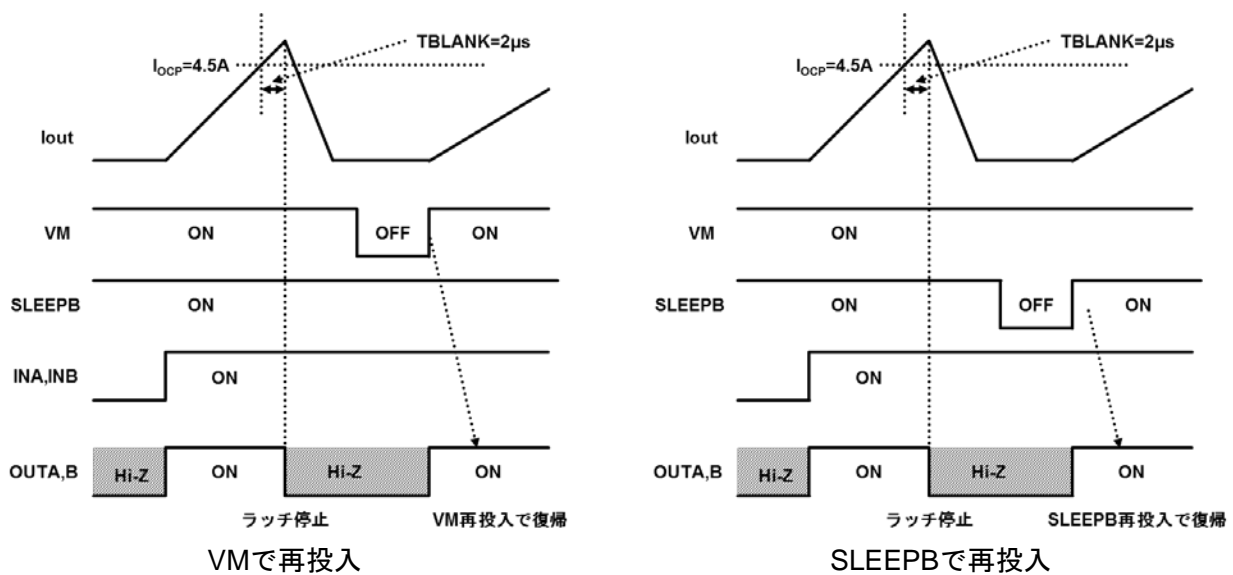 TBLANK=2µs
IOCP=4.5A
Iout
VM
ON
OFF
ON
SLEEPB
ON
INA,INB
ON
OUTA,B
Hi-Z
ON
Hi-Z
ON
ラッチ停止
VM再投入で復帰
VMで再投入
TBLANK=2µs
IOCP=4.5A
Iout
VM
ON
SLEEPB
ON
OFF
ON
INA,INB
ON
OUTA,B
Hi-Z
ON
Hi-Z
ON
ラッチ停止
SLEEPB再投入で復帰
SLEEPBで再投入